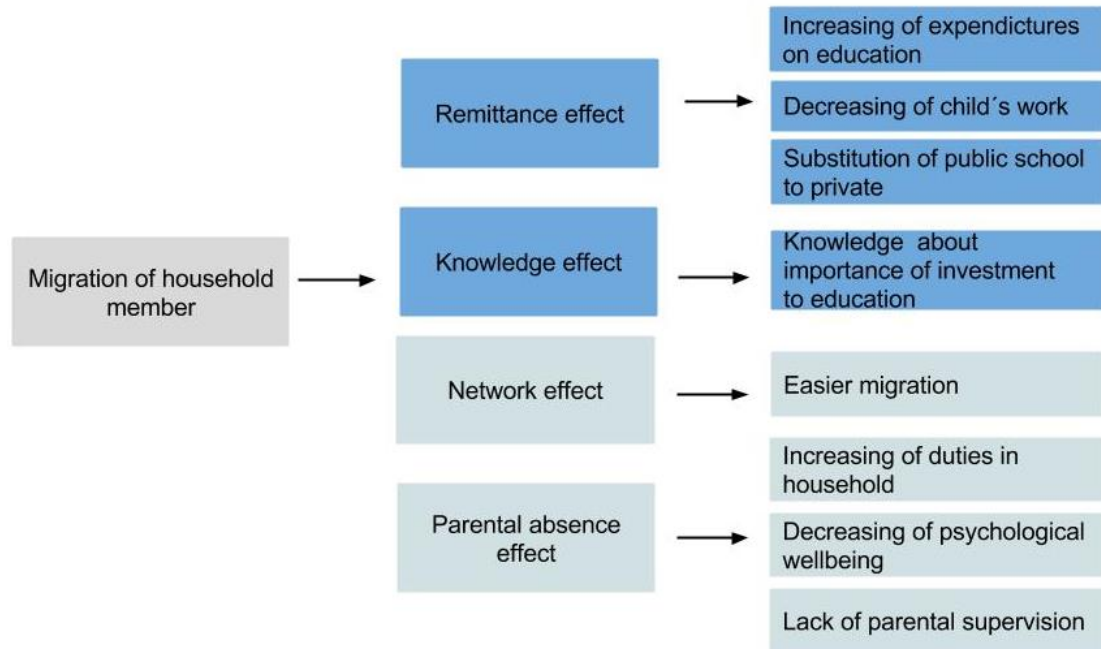 Increasing of expendictures
on education
Remittance effect
Decreasing of child´s work
Substitution of public school
to private
Migration of household
member
Knowledge effect
Knowledge about
importance of investment
to education
Network effect
Easier migration
Parental absence
effect
Increasing of duties in
household
Decreasing of psychological
wellbeing
Lack of parental supervision